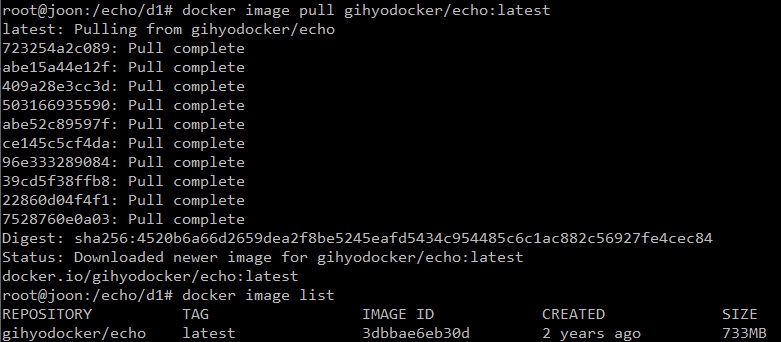 root@joon:/echo/d1# docker image pull gihyodocker/echo:latest
latest: Pulling from gihyodocker/echo
723254a2c089: Pull complete
abe15a44e12f: Pull complete
409a28e3cc3d: Pull complete
503166935590: Pull complete
abe52c89597f: Pull complete
ce145c5cf4da: Pull complete
96e333289084: Pull complete
39cd5f38ffb8: Pull complete
22860d04f4f1: Pull complete
7528760e0a03: Pull complete
Digest: sha256:4520b6a66d2659dea2f8be5245eafd5434c954485c6c1ac882c56927fe4cec84
Status: Downloaded newer image for gihyodocker/echo:latest
docker.io/gihyodocker/echo:latest
root@joon:/echo/d1# docker image list
REPOSITORY TAG IMAGE ID CREATED SIZE
gihyodocker/echo latest 3dbbae6eb30d 2 years ago 733MB